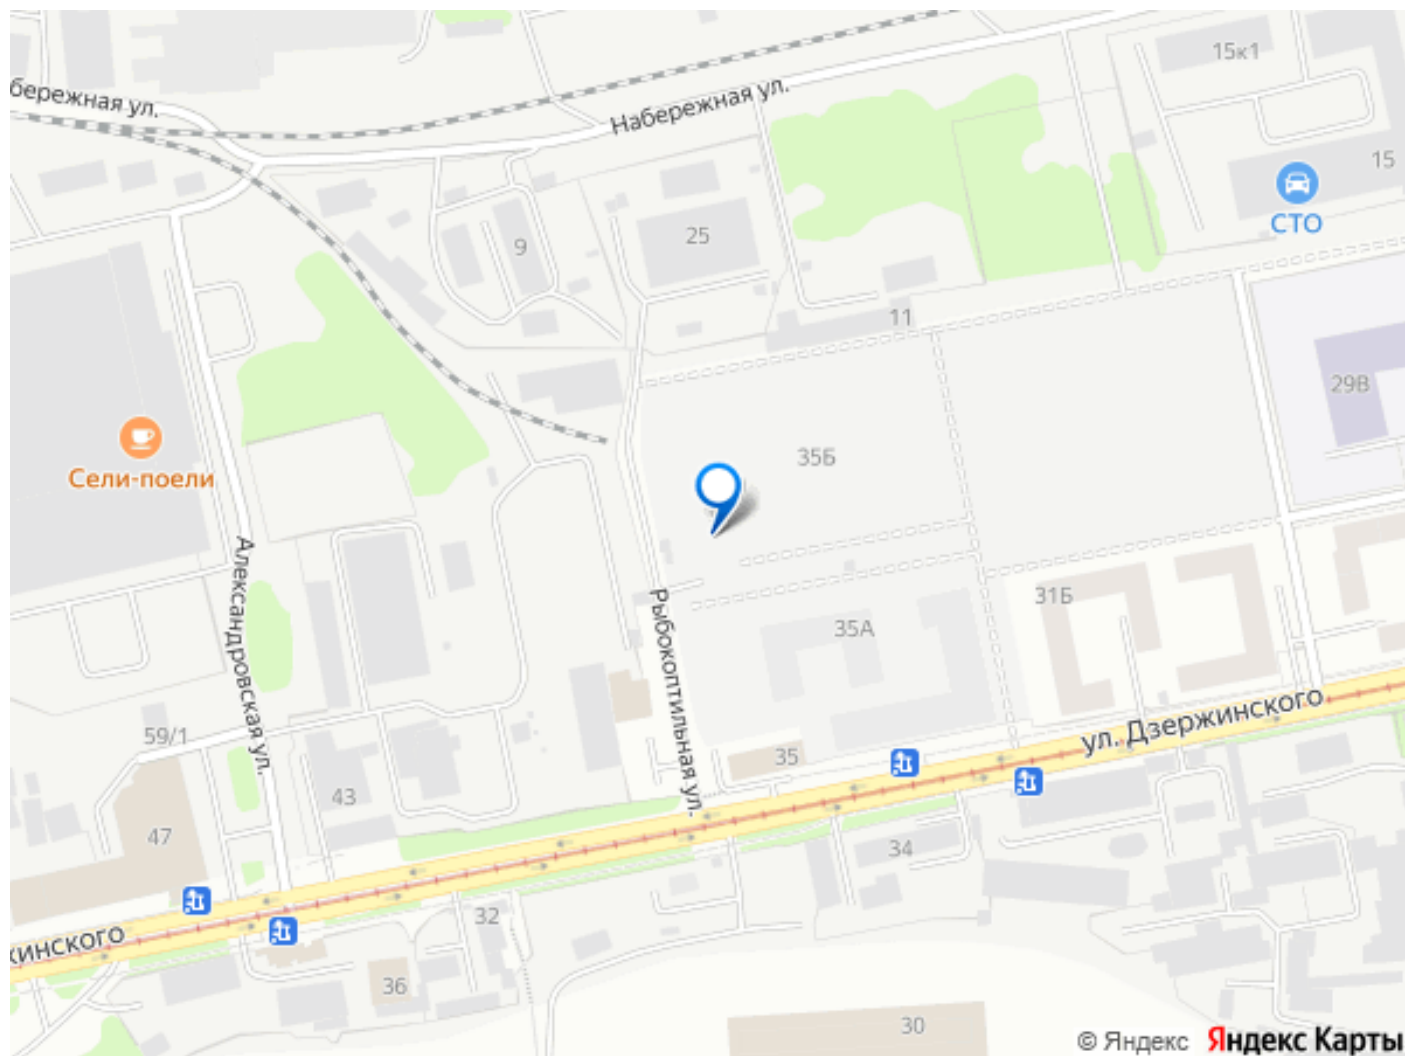 15к1
бережная ул.
Набережная ул.
15
СТО
25
9
11
29В
35Б
Сели-поели
Александровская ул.
Рыбокоптильная ул.
31Б
35А
ул. Дзержинского
59/1
35
43
47
34
32
кинского
36
30
© Яндекс Яндекс Карты